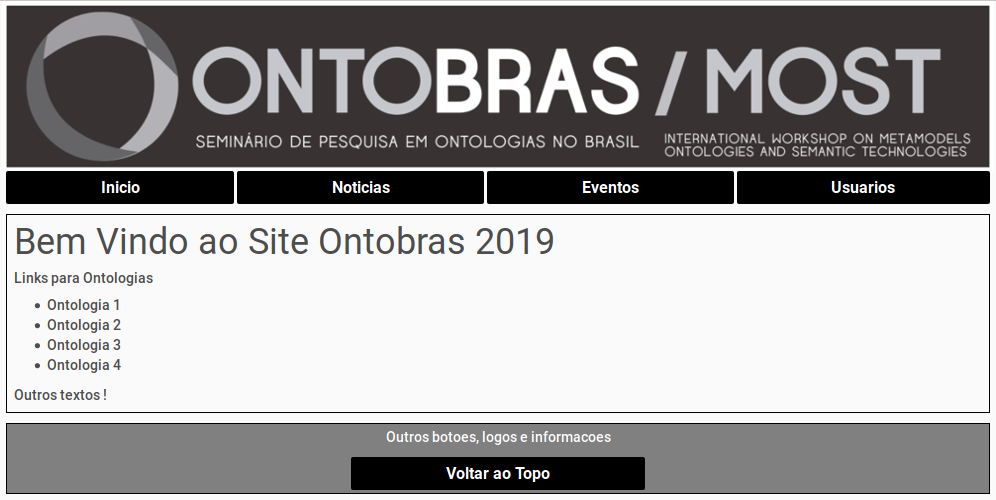 ONTOBRAS / MOST
SEMINÁRIO DE PESQUISA EM ONTOLOGIAS NO BRASIL
INTERNATIONAL WORKSHOP ON METAMODELS
ONTOLOGIES AND SEMANTIC TECHNOLOGIES
Inicio
Noticias
Eventos
Usuarios
Bem Vindo ao Site Ontobras 2019
Links para Ontologias
Ontologia 1
Ontologia 2
Ontologia 3
Ontologia 4
Outros textos !
Outros botoes, logos e informacoes
Voltar ao Topo